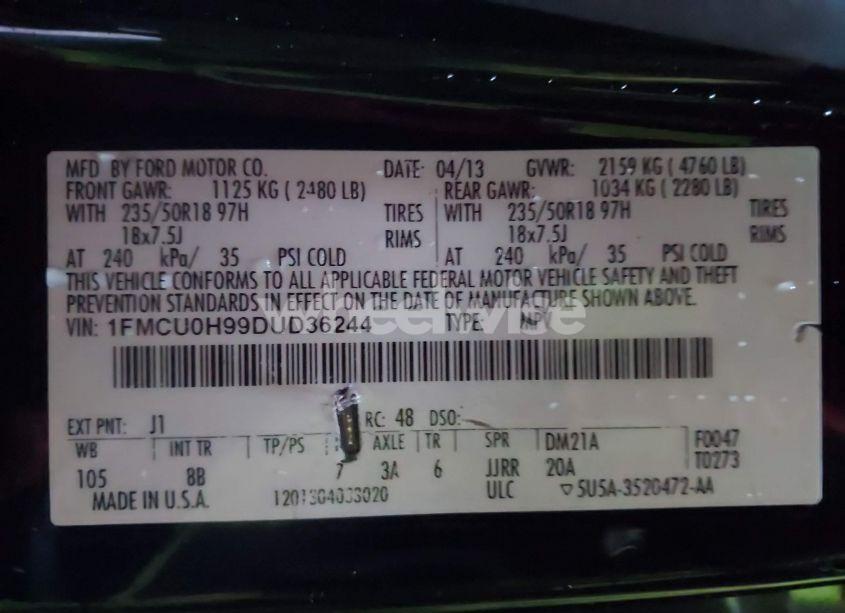 MFD BY FORD MOTOR CO. DATE: 04/13 GVWR: 2159 KG ( 4760 LB)
FRONT GAWR: 1125 KG ( 2480 LB) REAR GAWR: 1034 KG ( 2280 LB)
WITH 235/50R18 97H TIRES WITH 235/50R18 97H TIRES
18x7.5J RIMS 18x7.5J RIMS
AT 240 kPa/ 35 PSI COLD AT 240 kPa/ 35 PSI COLD
THIS VEHICLE CONFORMS TO ALL APPLICABLE FEDERAL MOTOR VEHICLE SAFETY AND THEFT
PREVENTION STANDARDS IN EFFECT ON THE DATE OF MANUFACTURE SHOWN ABOVE.
VIN: 1FMCU0H99DUD36244 TYPE: MPV
EXT PNT: J1 RC: 48 DSO:
WB INT TR TP/PS AXLE TR SPR DM21A F0047
105 8B 7 3A 6 JJRR 20A T0273
MADE IN U.S.A. 1201304033020 ULC ▽ 5U5A-3520472-AA